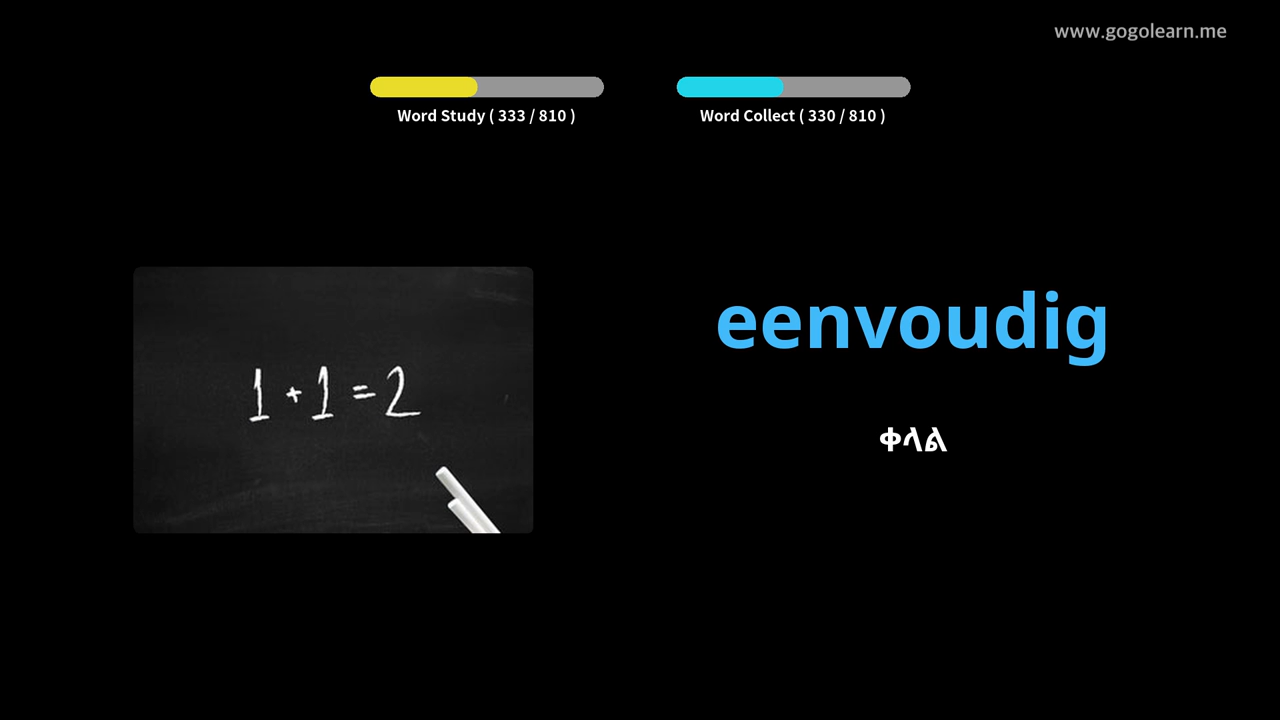 www.gogolearn.me
Word Study ( 333 / 810 )
Word Collect ( 330 / 810 )
1 + 1 = 2
eenvoudig
ቀላል